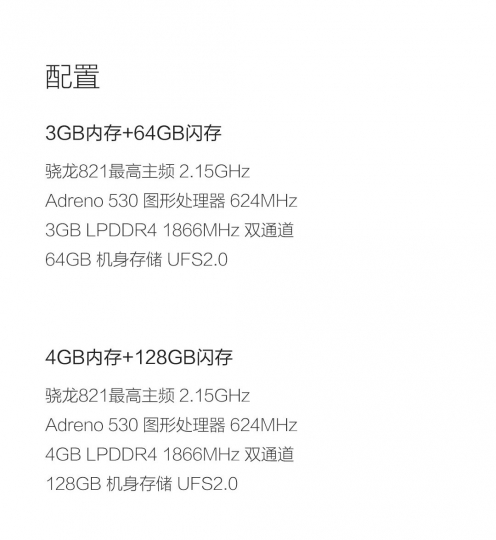 配置
3GB内存+64GB闪存
骁龙821最高主频 2.15GHz
Adreno 530 图形处理器 624MHz
3GB LPDDR4 1866MHz 双通道
64GB 机身存储 UFS2.0
4GB内存+128GB闪存
骁龙821最高主频 2.15GHz
Adreno 530 图形处理器 624MHz
4GB LPDDR4 1866MHz 双通道
128GB 机身存储 UFS2.0